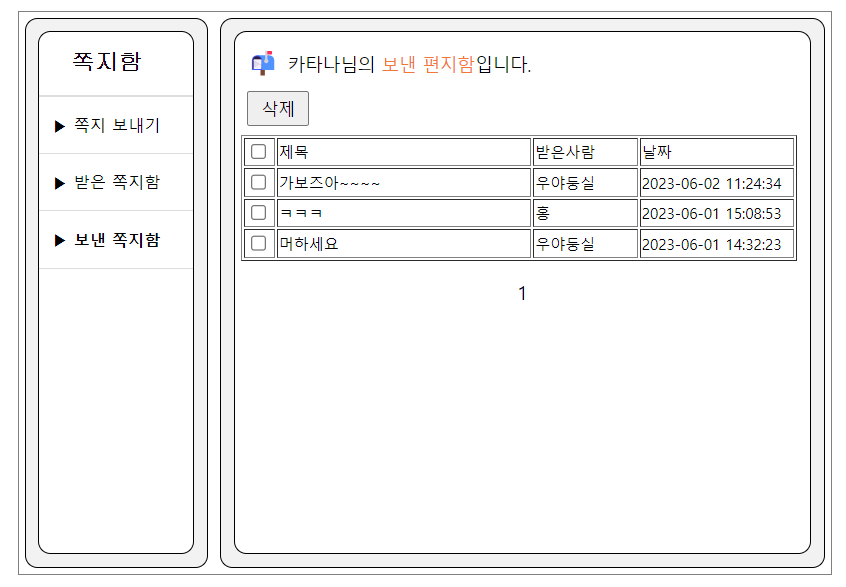 쪽지함
▶ 쪽지 보내기
▶ 받은 쪽지함
▶ 보낸 쪽지함
카타나님의 보낸 편지함입니다.
삭제
제목 받은사람 날짜
가보즈아~~~~ 우야등실 2023-06-02 11:24:34
ㅋㅋㅋ 홍 2023-06-01 15:08:53
머하세요 우야등실 2023-06-01 14:32:23
1